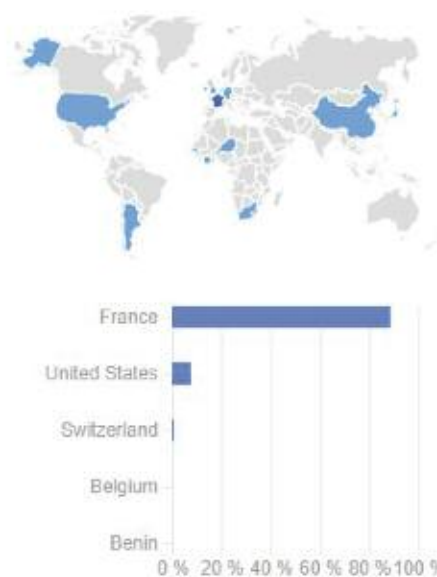 France
United States
Switzerland
Belgium
Benin
0 % 20 % 40 % 60 % 80 % 100 %